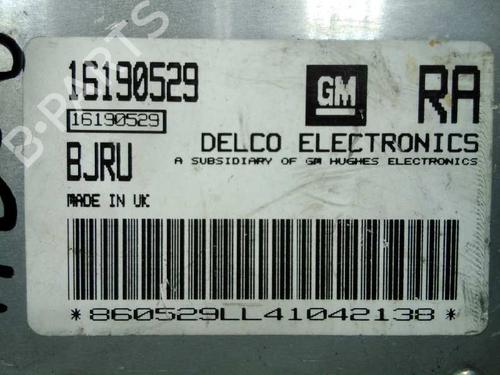 16190529
GM
RA
16190529
DELCO ELECTRONICS
A SUBSIDIARY OF GM HUGHES ELECTRONICS
BJRU
MADE IN UK
*860529LL41042138*
B-PARTS